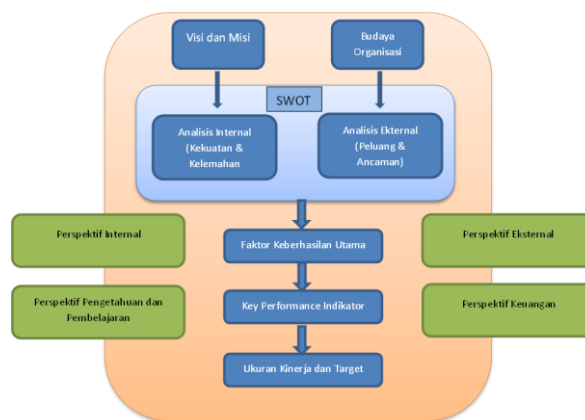 Visi dan Misi
Budaya
Organisasi
SWOT
Analisis Internal
(Kekuatan &
Kelemahan
Analisis Ekternal
(Peluang &
Ancaman)
Perspektif Internal
Faktor Keberhasilan Utama
Perspektif Eksternal
Perspektif Pengetahuan dan
Pembelajaran
Key Performance Indikator
Perspektif Keuangan
Ukuran Kinerja dan Target